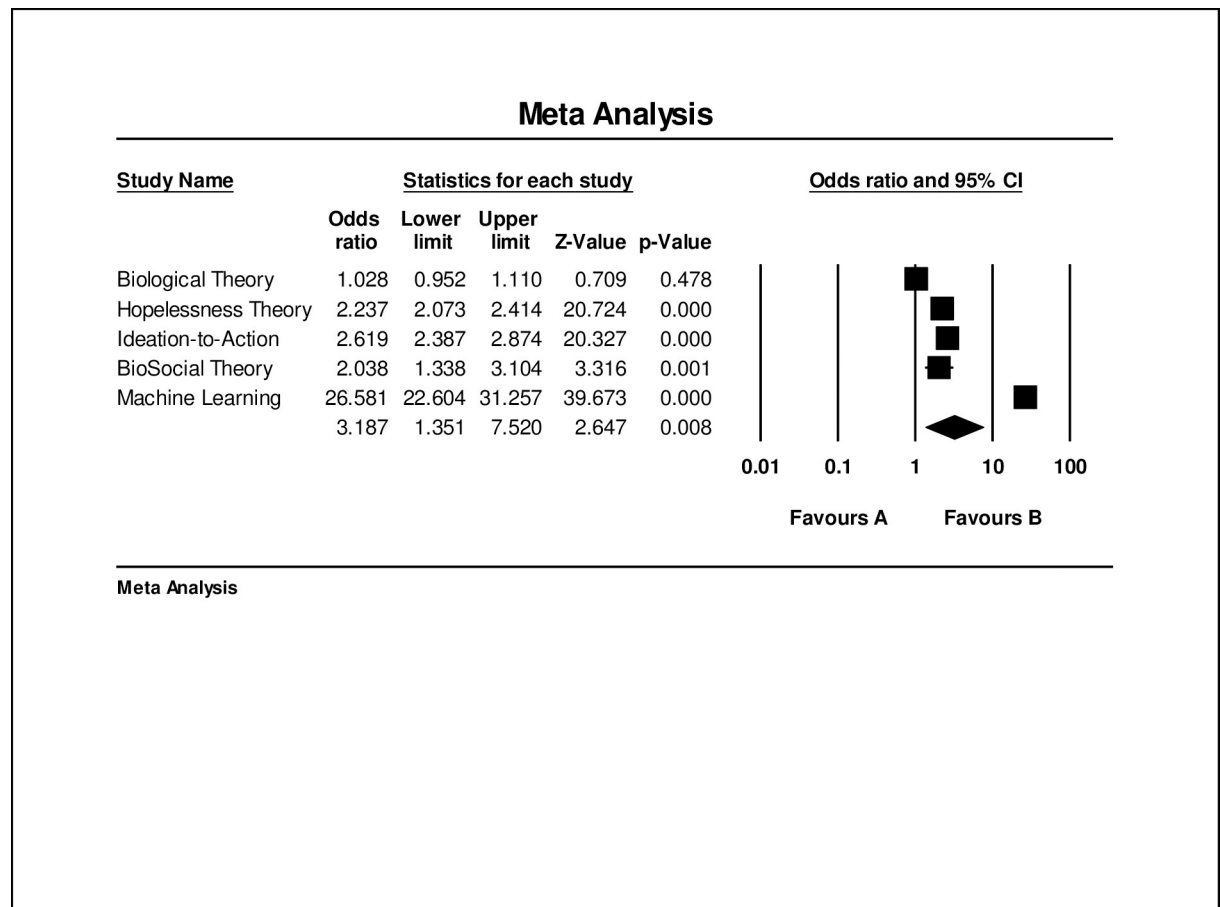 Meta Analysis
Study Name Statistics for each study Odds ratio and 95% CI
Odds Lower Upper
ratio limit limit Z-Value p-Value
Biological Theory 1.028 0.952 1.110 0.709 0.478
Hopelessness Theory 2.237 2.073 2.414 20.724 0.000
Ideation-to-Action 2.619 2.387 2.874 20.327 0.000
BioSocial Theory 2.038 1.338 3.104 3.316 0.001
Machine Learning 26.581 22.604 31.257 39.673 0.000
3.187 1.351 7.520 2.647 0.008
0.01 0.1 1 10 100
Favours A Favours B
Meta Analysis